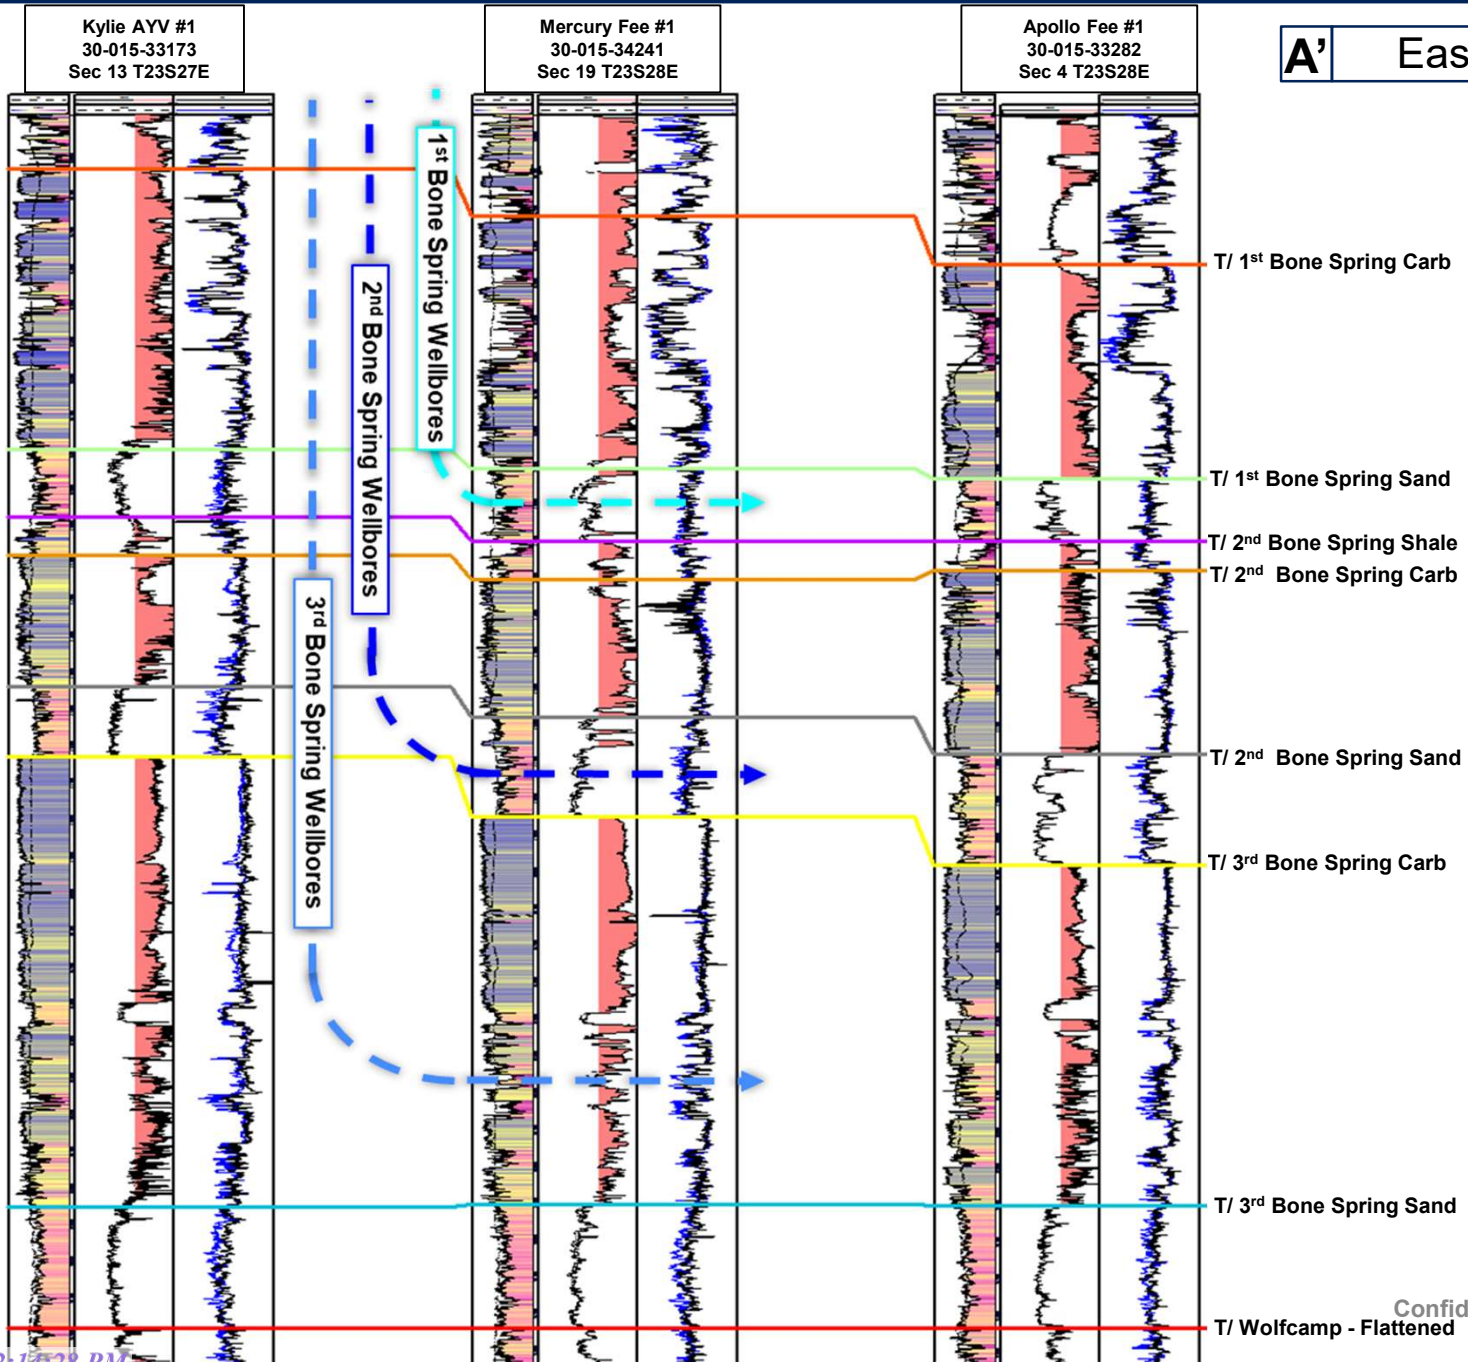 Kylie AYV #1
30-015-33173
Sec 13 T23S27E
Mercury Fee #1
30-015-34241
Sec 19 T23S28E
Apollo Fee #1
30-015-33282
Sec 4 T23S28E
A’ Eas
1st Bone Spring Wellbores
2nd Bone Spring Wellbores
3rd Bone Spring Wellbores
T/ 1st Bone Spring Carb
T/ 1st Bone Spring Sand
T/ 2nd Bone Spring Shale
T/ 2nd Bone Spring Carb
T/ 2nd Bone Spring Sand
T/ 3rd Bone Spring Carb
T/ 3rd Bone Spring Sand
Confid
T/ Wolfcamp - Flattened
PM